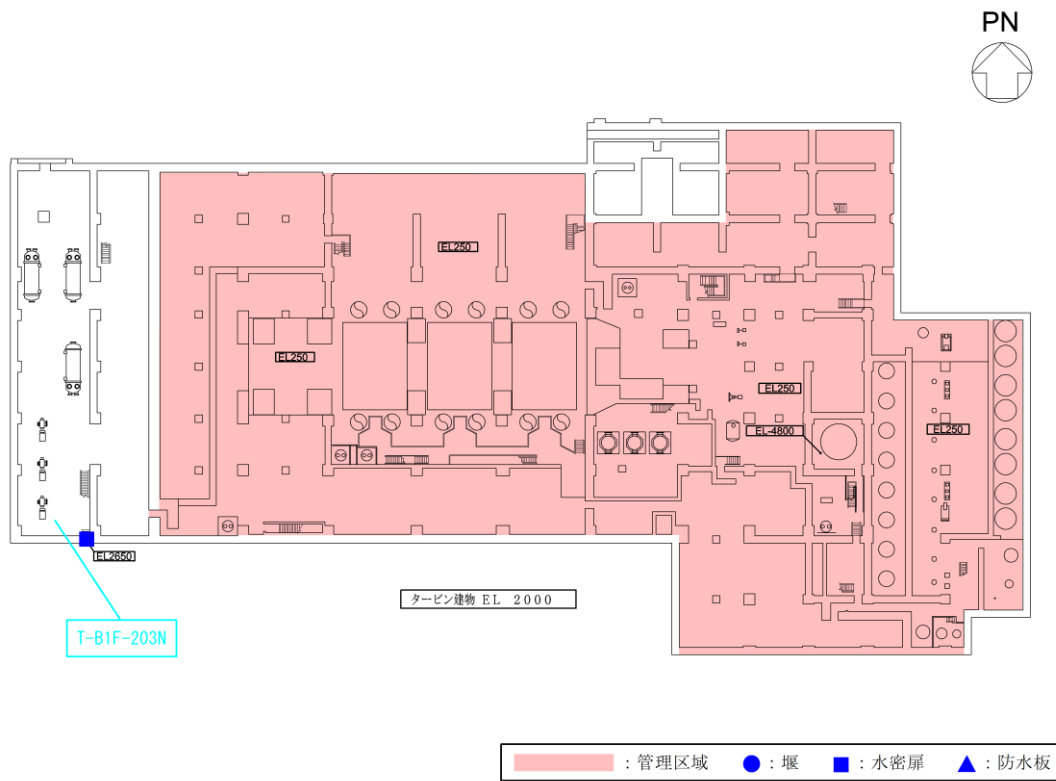 PN
EL250
EL250
EL250
EL-4800
EL250
EL2650
タービン建物 EL 2000
T-B1F-203N
：管理区域 ：堰 ：水密扉 ：防水板